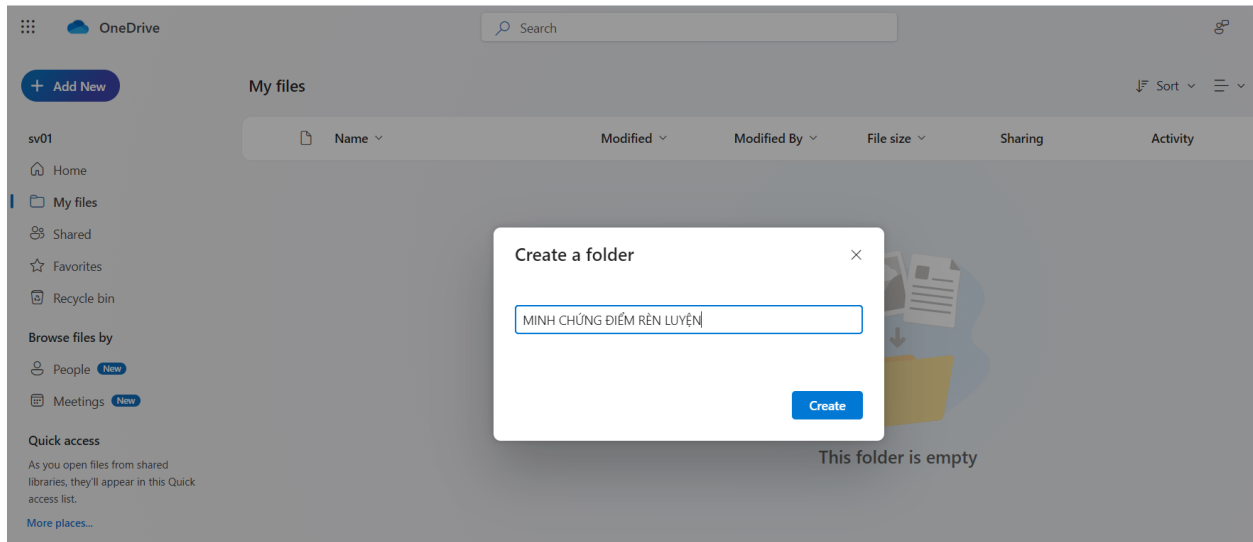 OneDrive
Search
Add New
My files
Sort
sv01
Name Modified Modified By File size Sharing Activity
Home
My files
Shared
Favorites
Recycle bin
Browse files by
People New
Meetings New
Quick access
As you open files from shared
libraries, they'll appear in this Quick
access list.
More places...
Create a folder
MINH CHỨNG ĐIỂM RÈN LUYỆN
Create
This folder is empty